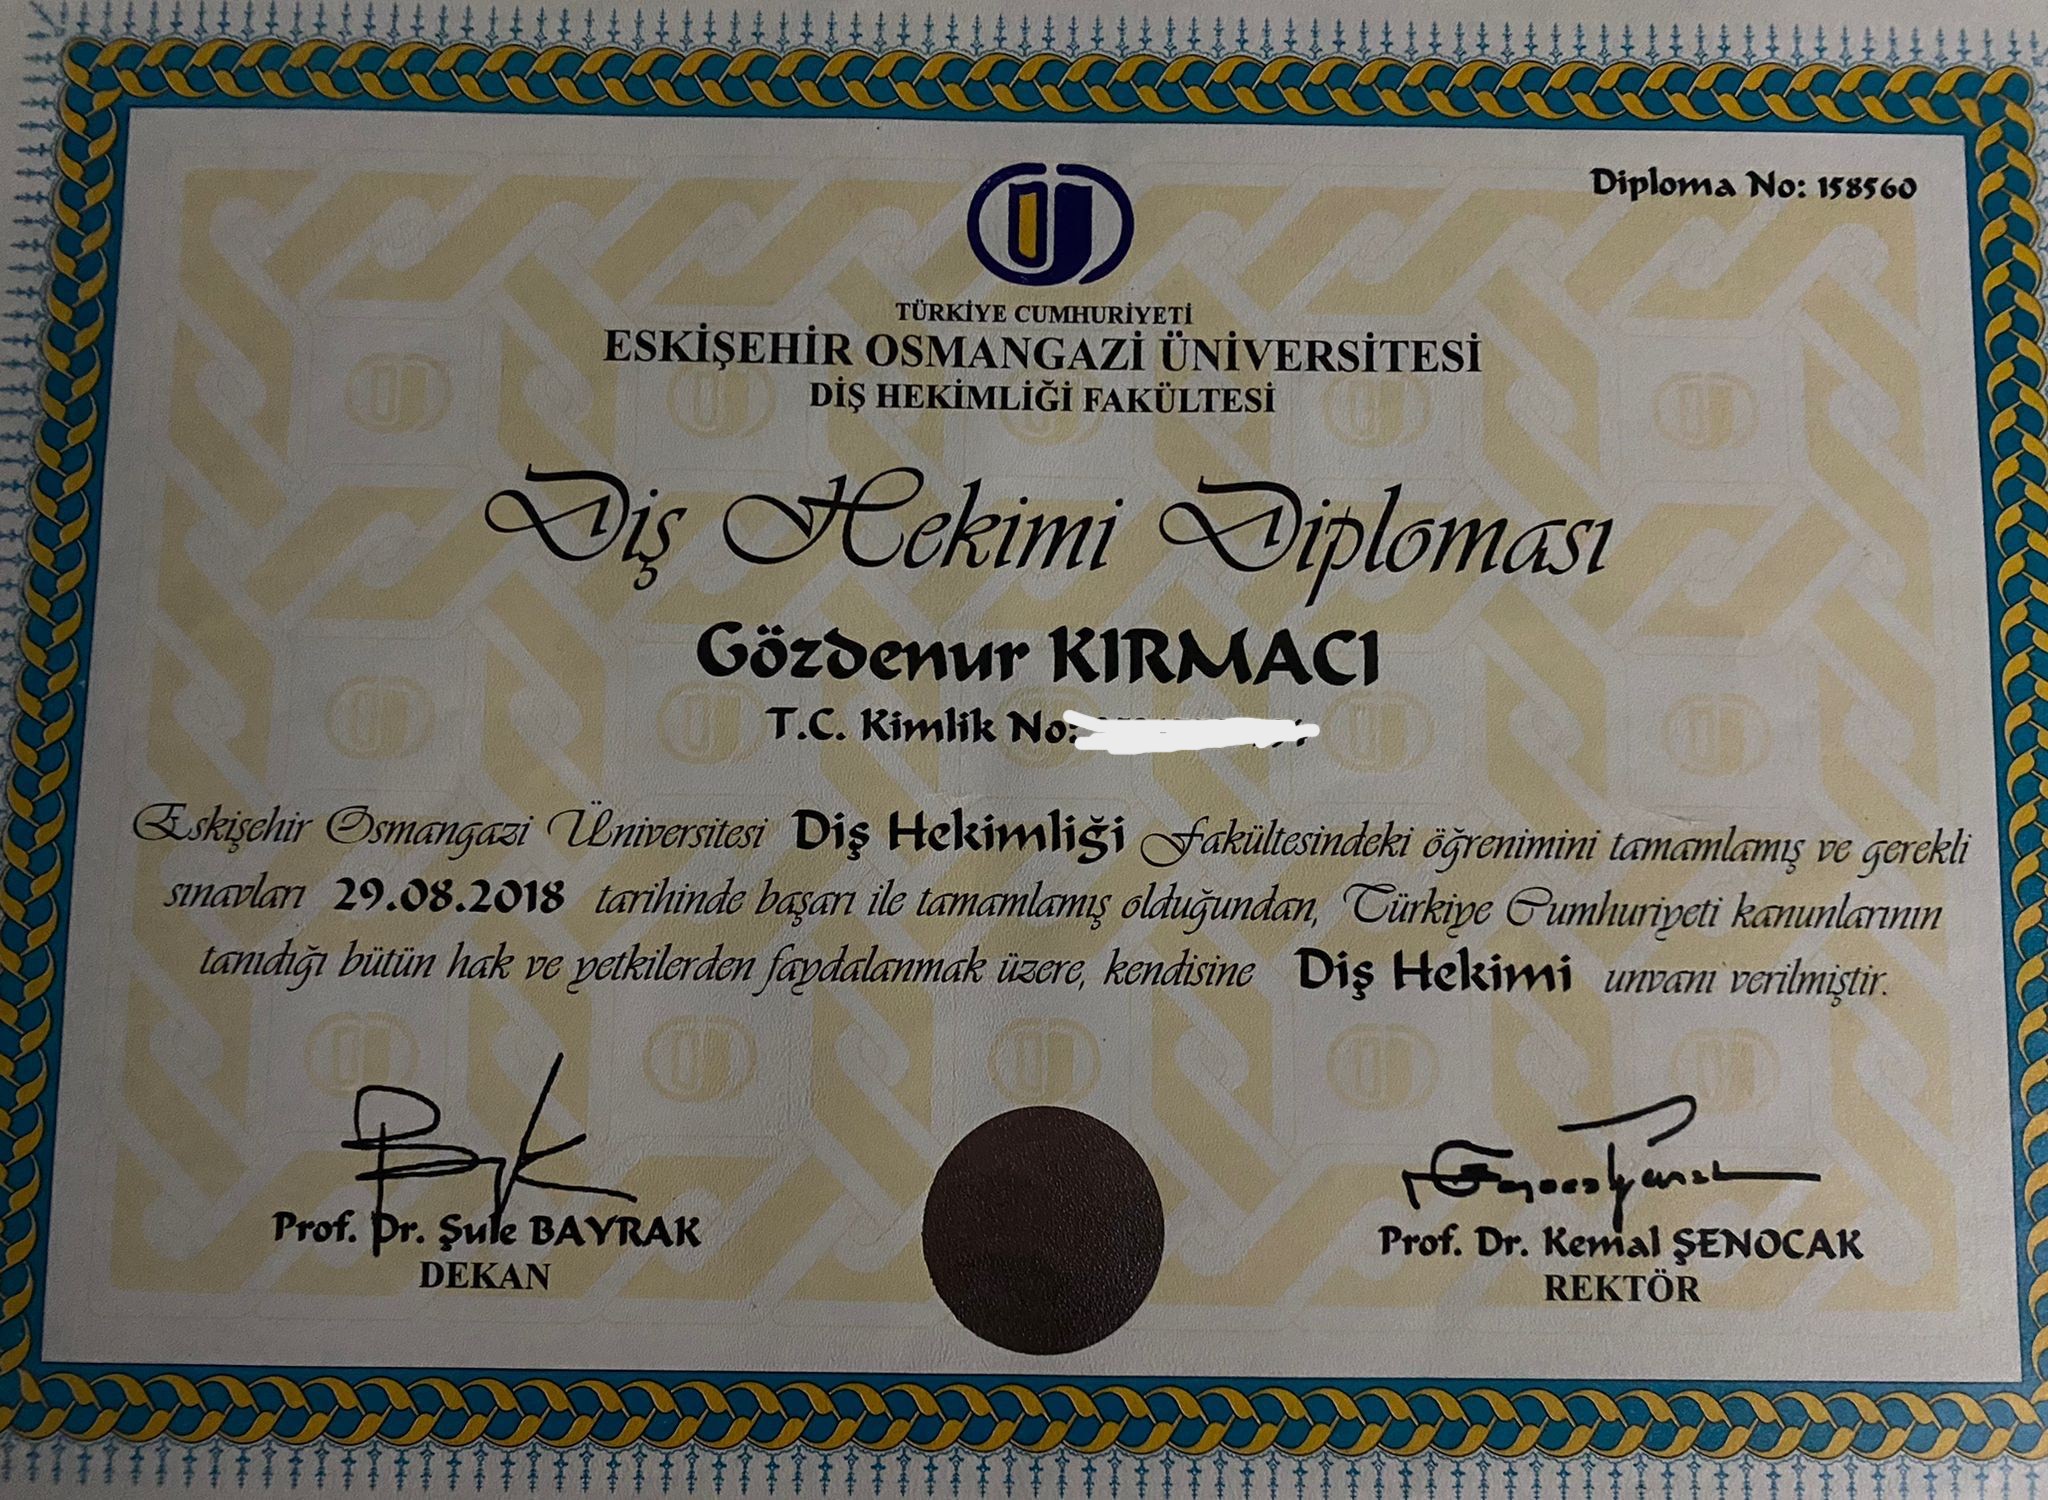 Diploma No: 158560
TÜRKİYE CUMHURİYETİ
ESKİŞEHİR OSMANGAZİ ÜNİVERSİTESİ
DİŞ HEKİMLİĞİ FAKÜLTESİ
Diş Hekimi Diploması
Gözdenur KIRMACI
T.C. Kimlik No:
Eskişehir Osmangazi Üniversitesi Diş Hekimliği Fakültesindeki öğrenimini tamamlamış ve gerekli
sınavları 29.08.2018 tarihinde başarı ile tamamlamış olduğundan, Türkiye Cumhuriyeti kanunlarının
tanıdığı bütün hak ve yetkilerden faydalanmak üzere, kendisine Diş Hekimi unvanı verilmiştir.
Prof. Dr. Şule BAYRAK
DEKAN
Prof. Dr. Kemal ŞENOCAK
REKTÖR